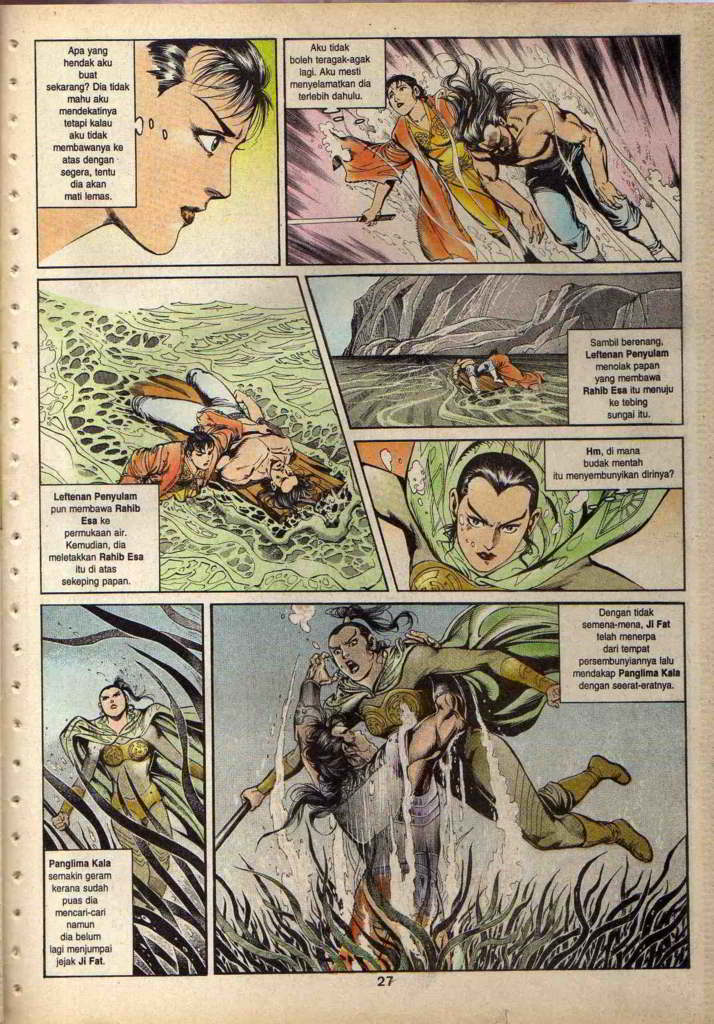 Apa yang
hendak aku
buat
sekarang? Dia tidak
mahu aku
mendekatinya
tetapi kalau
aku tidak
membawanya ke
atas dengan
segera, tentu
dia akan
mati lemas.
Aku tidak
boleh teragak-agak
lagi. Aku mesti
menyelamatkan dia
terlebih dahulu.
Leftenan Penyulam
pun membawa Rahib
Esa ke
permukaan air.
Kemudian, dia
meletakkan Rahib Esa
itu di atas
sekeping papan.
Sambil berenang,
Leftenan Penyulam
menolak papan
yang membawa
Rahib Esa itu menuju
ke tebing
sungai itu.
Hm, di mana
budak mentah
itu menyembunyikan dirinya?
Panglima Kala
semakin geram
kerana sudah
puas dia
mencari-cari
namun
dia belum
lagi menjumpai
jejak Ji Fat.
Dengan tidak
semena-mena, Ji Fat
telah menerpa
dari tempat
persembunyiannya lalu
mendakap Panglima Kala
dengan seerat-eratnya.
27